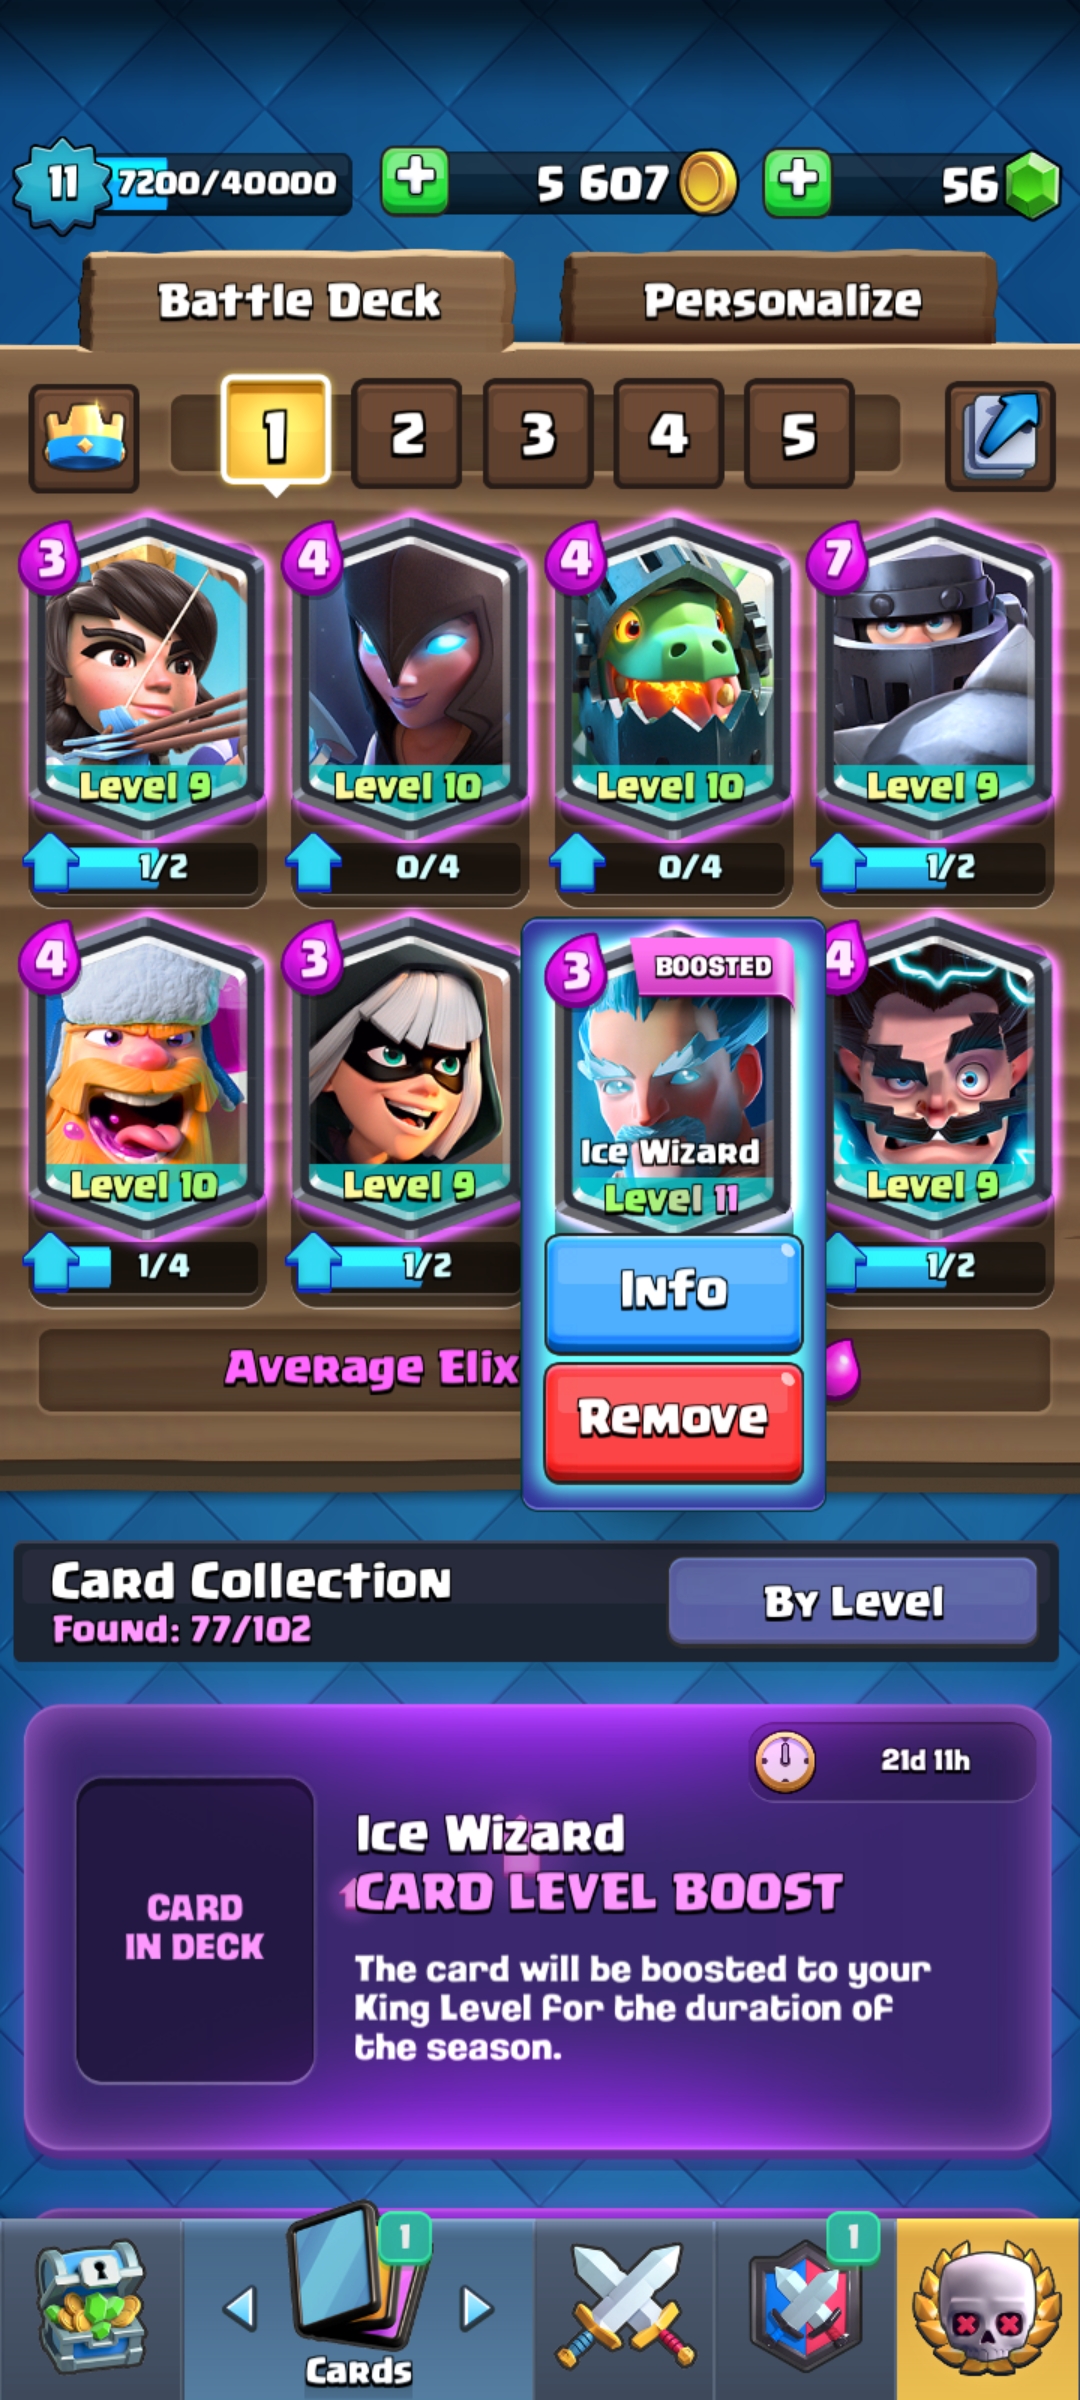 11
7200/40000
5 607
56
Battle Deck
Personalize
1
2
3
4
5
3
4
4
7
Level 9
Level 10
Level 10
Level 9
1/2
0/4
0/4
1/2
4
3
3
BOOSTED
4
Level 10
Level 9
Ice Wizard
Level 11
Level 9
1/4
1/2
1/2
Info
Average Elix
Remove
Card Collection
Found: 77/102
By Level
21d 11h
CARD
IN DECK
Ice Wizard
CARD LEVEL BOOST
The card will be boosted to your
King Level for the duration of
the season.
1
1
Cards